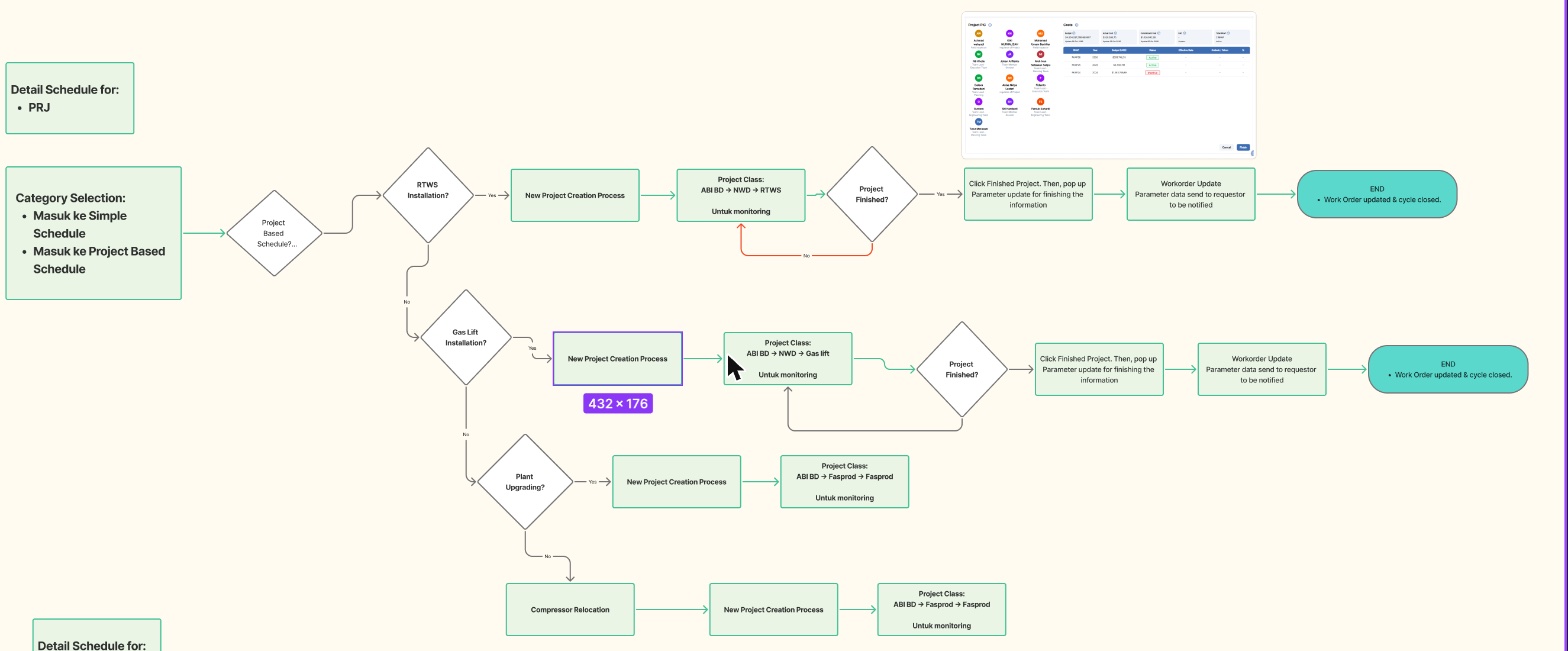 Detail Schedule for:
• PRJ
Category Selection:
• Masuk ke Simple
Schedule
• Masuk ke Project Based
Schedule
Project
Based
Schedule?...
RTWS
Installation?
Yes
New Project Creation Process
Project Class:
ABI BD → NWD → RTWS
Untuk monitoring
Project
Finished?
Yes
No
Click Finished Project. Then, pop up
Parameter update for finishing the
information
Workorder Update
Parameter data send to requestor
to be notified
END
• Work Order updated & cycle closed.
No
Gas Lift
Installation?
Yes
New Project Creation Process
432 × 176
Project Class:
ABI BD → NWD → Gas lift
Untuk monitoring
Project
Finished?
Click Finished Project. Then, pop up
Parameter update for finishing the
information
Workorder Update
Parameter data send to requestor
to be notified
END
• Work Order updated & cycle closed.
No
Plant
Upgrading?
Yes
New Project Creation Process
Project Class:
ABI BD → Fasprod → Fasprod
Untuk monitoring
No
Compressor Relocation
New Project Creation Process
Project Class:
ABI BD → Fasprod → Fasprod
Untuk monitoring
Detail Schedule for: